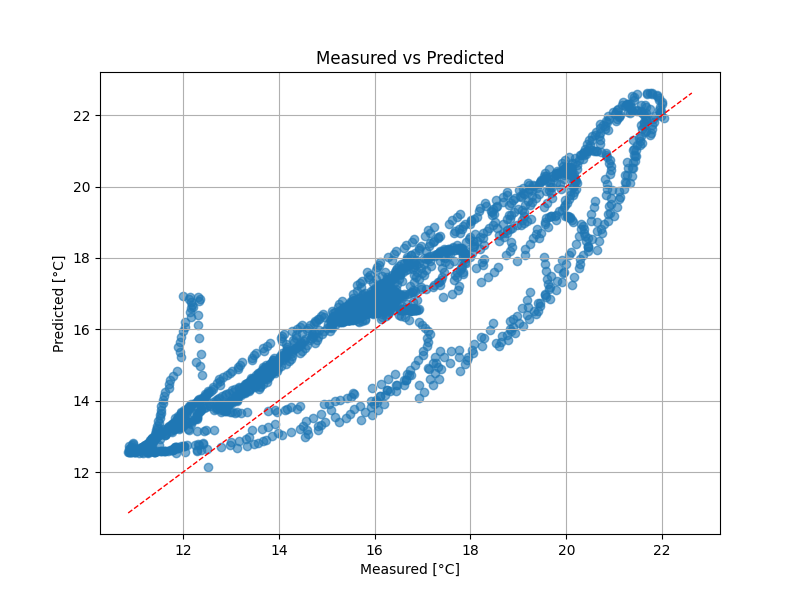 Measured vs Predicted
Predicted [°C]
22
20
18
16
14
12
12 14 16 18 20 22
Measured [°C]